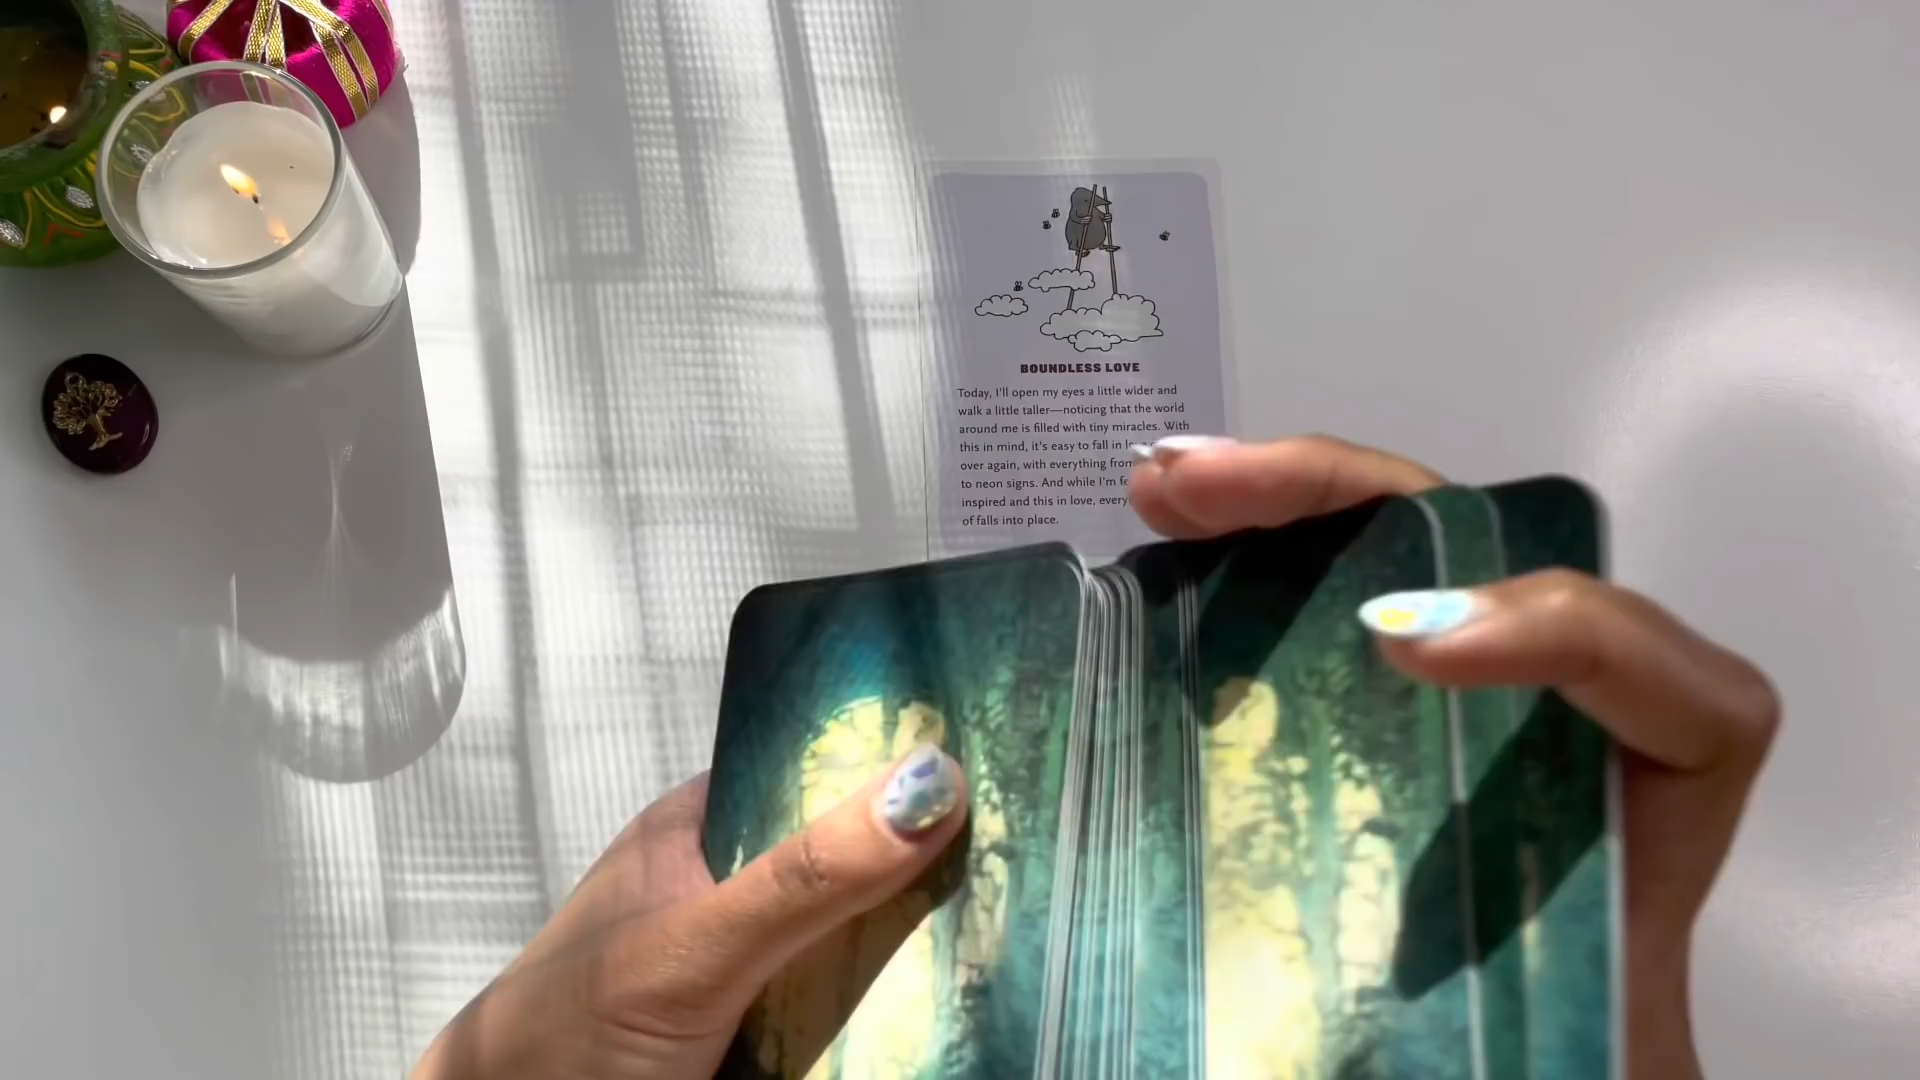 BOUNDLESS LOVE
Today, I'll open my eyes a little wider and
walk a little taller—noticing that the world
around me is filled with tiny miracles. With
this in mind, it's easy to fall in
over again, with everything from
to neon signs. And while I'm
inspired and this in love,
of falls into place.